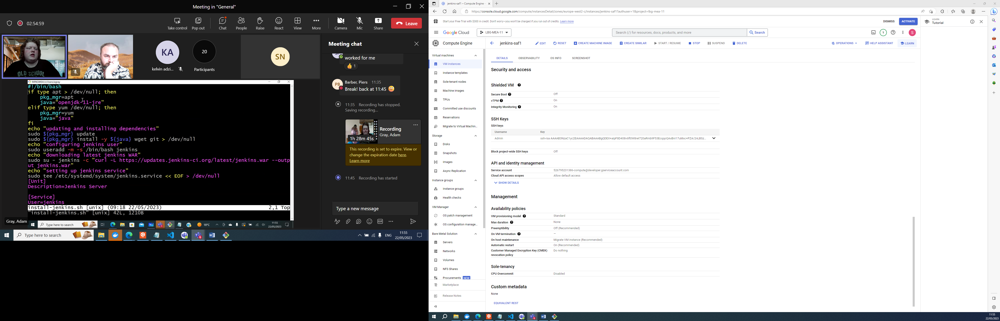 Meeting in "General"
02:54:59
Take control
Pop out
Chat
People
Raise
React
View
More
Camera
Mic
Share
Leave
OLD SCHOOL
KA
kelvin adzi...
20
Participants
SN
MINGW64:/c/Users/agray
#!/bin/bash
if type apt > /dev/null; then
pkg_mgr=apt
java="openjdk-11-jre"
elif type yum /dev/null; then
pkg_mgr=yum
java="java"
fi
echo "updating and installing dependencies"
sudo ${pkg_mgr} update
sudo ${pkg_mgr} install -y ${java} wget git > /dev/null
echo "configuring jenkins user"
sudo useradd -m -s /bin/bash jenkins
echo "downloading latest jenkins WAR"
sudo su - jenkins -c "curl -L https://updates.jenkins-ci.org/latest/jenkins.war --outp
ut jenkins.war"
echo "setting up jenkins service"
sudo tee /etc/systemd/system/jenkins.service << EOF > /dev/null
[Unit]
Description=Jenkins Server
[Service]
User=jenkins
install-jenkins.sh [unix] (09:18 22/05/2023) 2,1 Top
"install-jenkins.sh" [unix] 42L, 1210B
Gray, Adam
Type here to search
18°C
11:55
22/05/2023
Meeting chat
worked for me
1
PB
Barber, Piers 11:35
Break! back at 11:45
11:35 Recording has stopped.
Saving recording...
Recording
Gray, Adam
1h 28m 45s
This recording is set to expire. View or
change the expiration date here.
Learn more
11:45 Recording has started
Type a new message
GIF
Type here to search
ENG
11:55
22/05/2023
jenkins-saf1 – Compute Engine -
https://console.cloud.google.com/compute/instancesDetail/zones/europe-west2-c/instances/jenkins-saf1?authuser=1&project=lbg-mea-11
Start your Free Trial with $300 in credit. Don't worry—you won't be charged if you run out of credits. Learn more
DISMISS
ACTIVATE
LEARN
Tutorial
Google Cloud
LBG-MEA-11
Search (/) for resources, docs, products, and more
Search
1
S
Compute Engine
jenkins-saf1
EDIT
RESET
CREATE MACHINE IMAGE
CREATE SIMILAR
START / RESUME
STOP
SUSPEND
DELETE
OPERATIONS
HELP ASSISTANT
LEARN
Virtual machines
VM instances
Instance templates
Sole-tenant nodes
Machine images
TPUs
Committed use discounts
Reservations
Migrate to Virtual Machin...
Storage
Disks
Snapshots
Images
Async Replication
Instance groups
Instance groups
Health checks
VM Manager
OS patch management
OS configuration manage...
Bare Metal Solution
Servers
Networks
Volumes
NFS Shares
Procurements NEW
Marketplace
Release Notes
DETAILS
OBSERVABILITY
OS INFO
SCREENSHOT
Security and access
Shielded VM
Secure Boot Off
vTPM On
Integrity Monitoring On
SSH Keys
SSH keys
Username Key
Admin
Block project-wide SSH keys Off
API and identity management
Service account 526795231386-compute@developer.gserviceaccount.com
Cloud API access scopes Allow default access
SHOW DETAILS
Management
Availability policies
VM provisioning model Standard
Max duration None
Preemptibility Off (Recommended)
On VM termination —
On host maintenance Migrate VM instance (Recommended)
Automatic restart On (Recommended)
Customer Managed Encryption Key (CMEK) Do nothing
revocation policy
Sole-tenancy
CPU Overcommit Disabled
Custom metadata
None
EQUIVALENT REST
11:55
22/05/2023